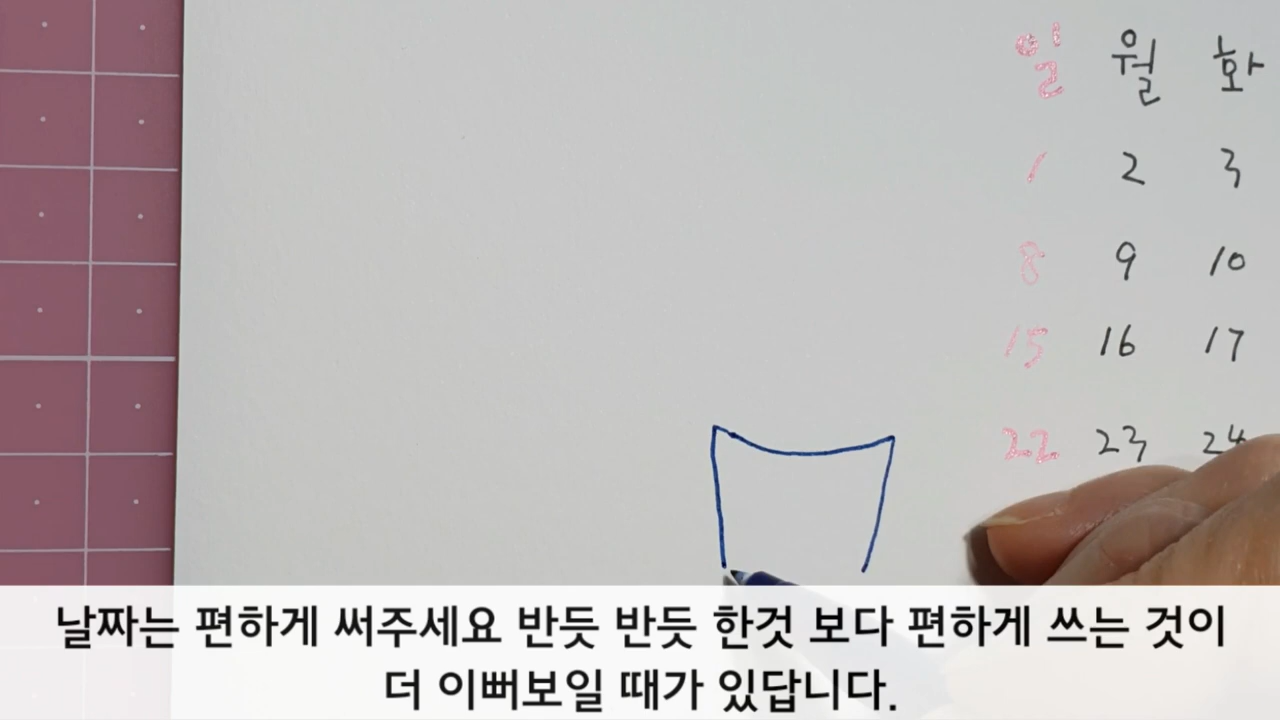 일 월 화
1 2 3
8 9 10
15 16 17
22 23 24
날짜는 편하게 써주세요 반듯 반듯 한것 보다 편하게 쓰는 것이
더 이뻐보일 때가 있답니다.